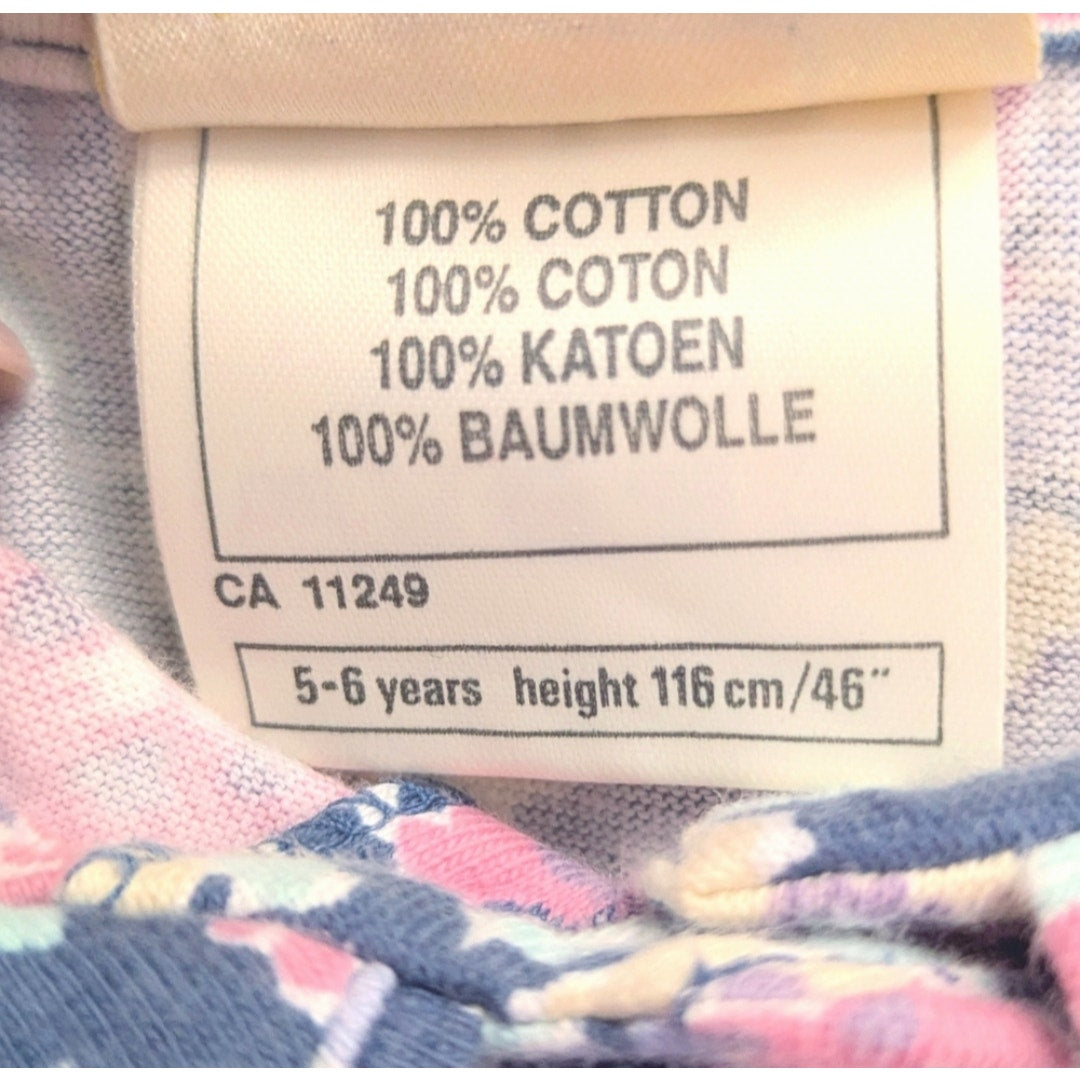 100% COTTON
100% COTON
100% KATOEN
100% BAUMWOLLE
CA 11249
5-6 years height 116 cm/46"